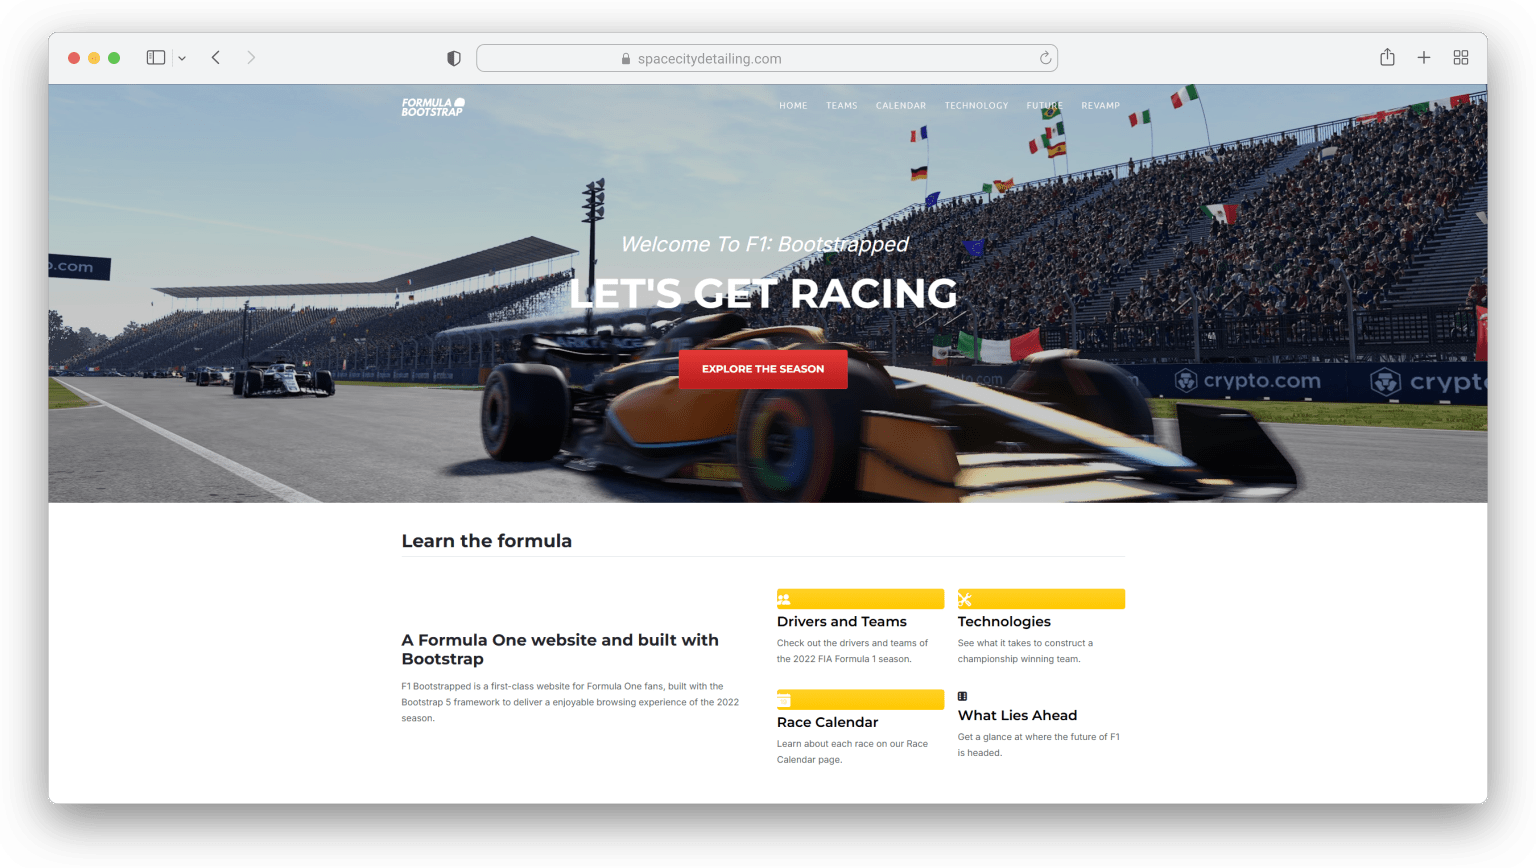 spacecitydetailing.com
FORMULA
BOOTSTRAP
HOME TEAMS CALENDAR TECHNOLOGY FUTURE REVAMP
.com
Welcome To F1: Bootstrapped
LET'S GET RACING
EXPLORE THE SEASON
crypto.com
crypto
Learn the formula
A Formula One website and built with
Bootstrap
F1 Bootstrapped is a first-class website for Formula One fans, built with the
Bootstrap 5 framework to deliver a enjoyable browsing experience of the 2022
season.
Drivers and Teams
Check out the drivers and teams of
the 2022 FIA Formula 1 season.
Technologies
See what it takes to construct a
championship winning team.
Race Calendar
Learn about each race on our Race
Calendar page.
What Lies Ahead
Get a glance at where the future of F1
is headed.